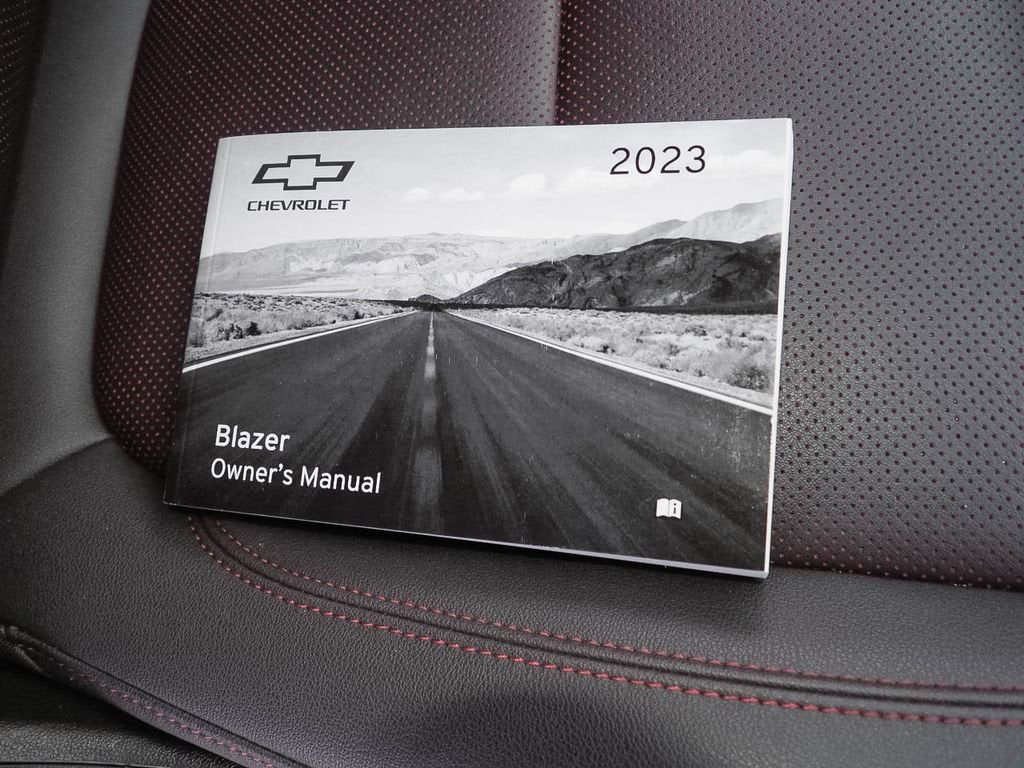 CHEVROLET
2023
Blazer
Owner's Manual
i